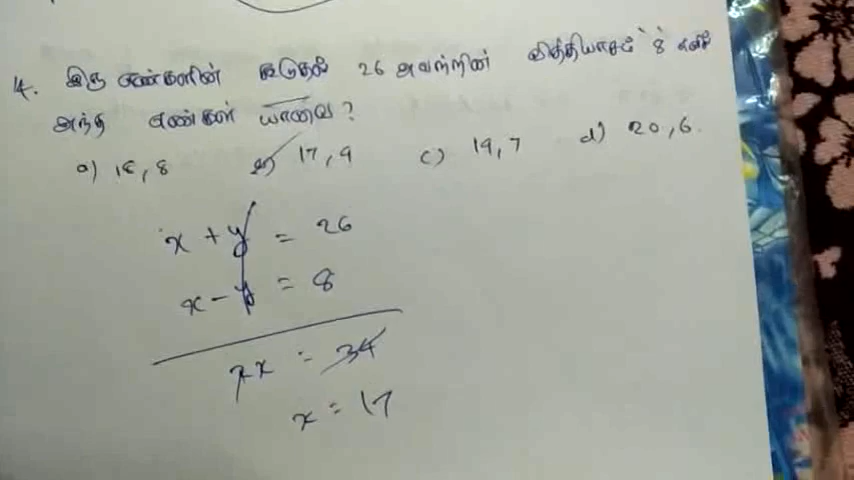 4. இரு எண்களின் கூடுதல் 26 அவற்றின் வித்தியாசம் 8 எனில்
அந்த எண்கள் யாவை?
a) 18, 8 b) 17, 9 c) 19, 7 d) 20, 6.
x + y = 26
x - y = 8
2x = 34
x = 17